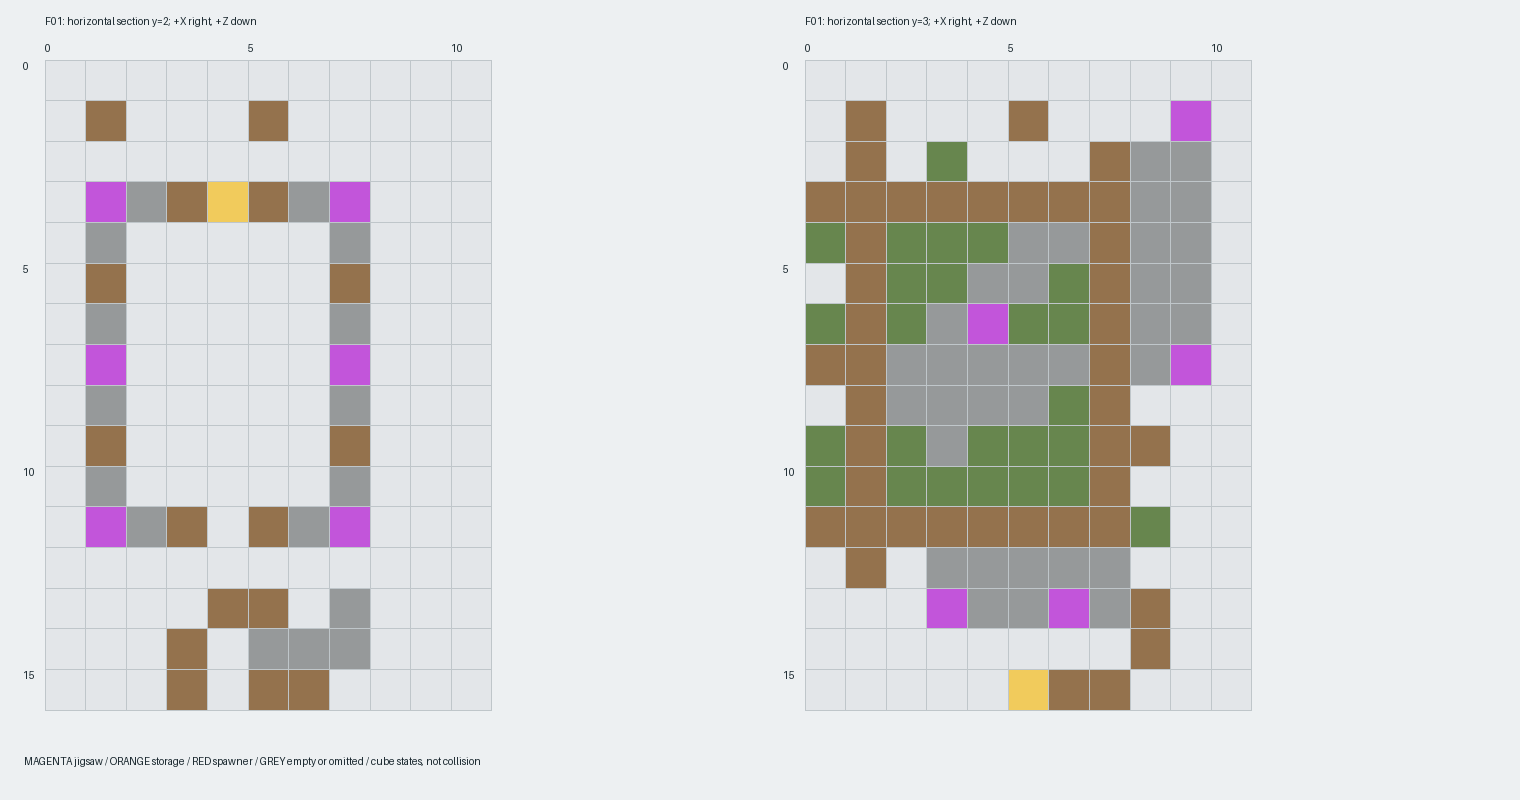 F01: horizontal section y=2; +X right, +Z down
F01: horizontal section y=3; +X right, +Z down
0 5 10
0 5 10
0
0
5
5
10
10
15
15
MAGENTA jigsaw / ORANGE storage / RED spawner / GREY empty or omitted / cube states, not collision